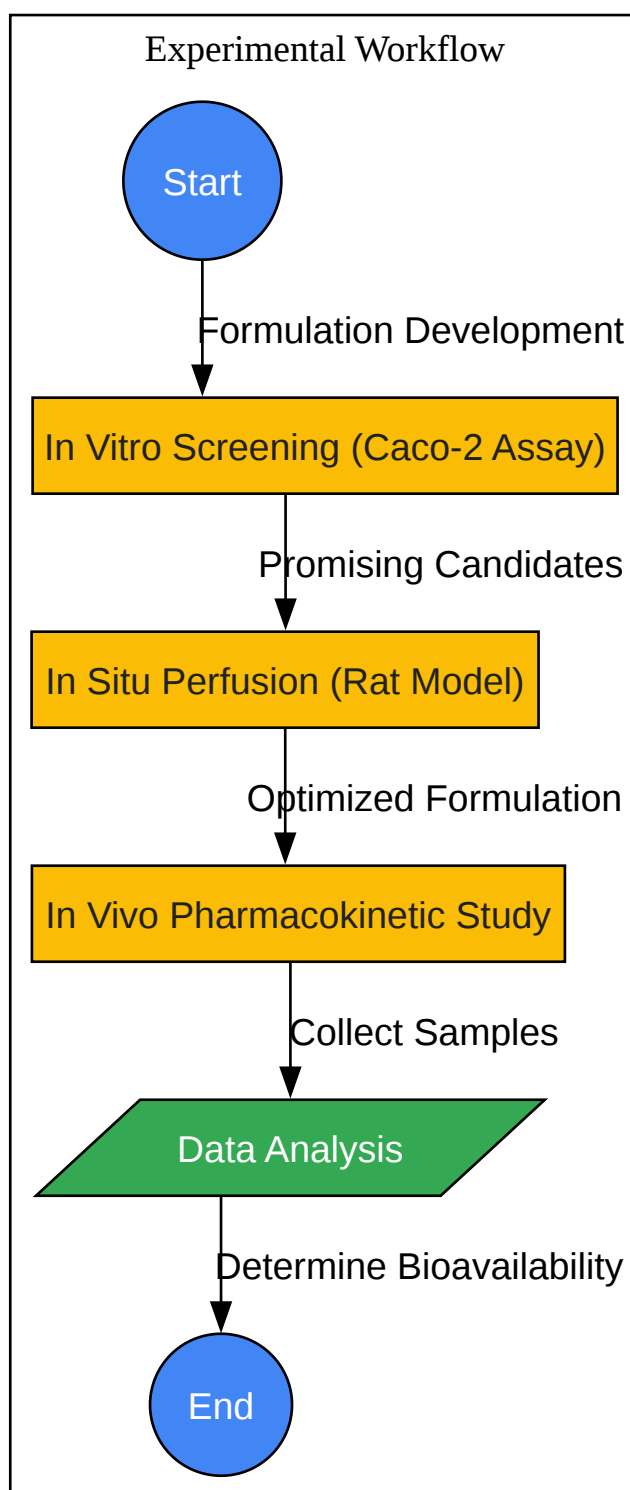 Experimental Workflow
Start
Formulation Development
In Vitro Screening (Caco-2 Assay)
Promising Candidates
In Situ Perfusion (Rat Model)
Optimized Formulation
In Vivo Pharmacokinetic Study
Collect Samples
Data Analysis
Determine Bioavailability
End